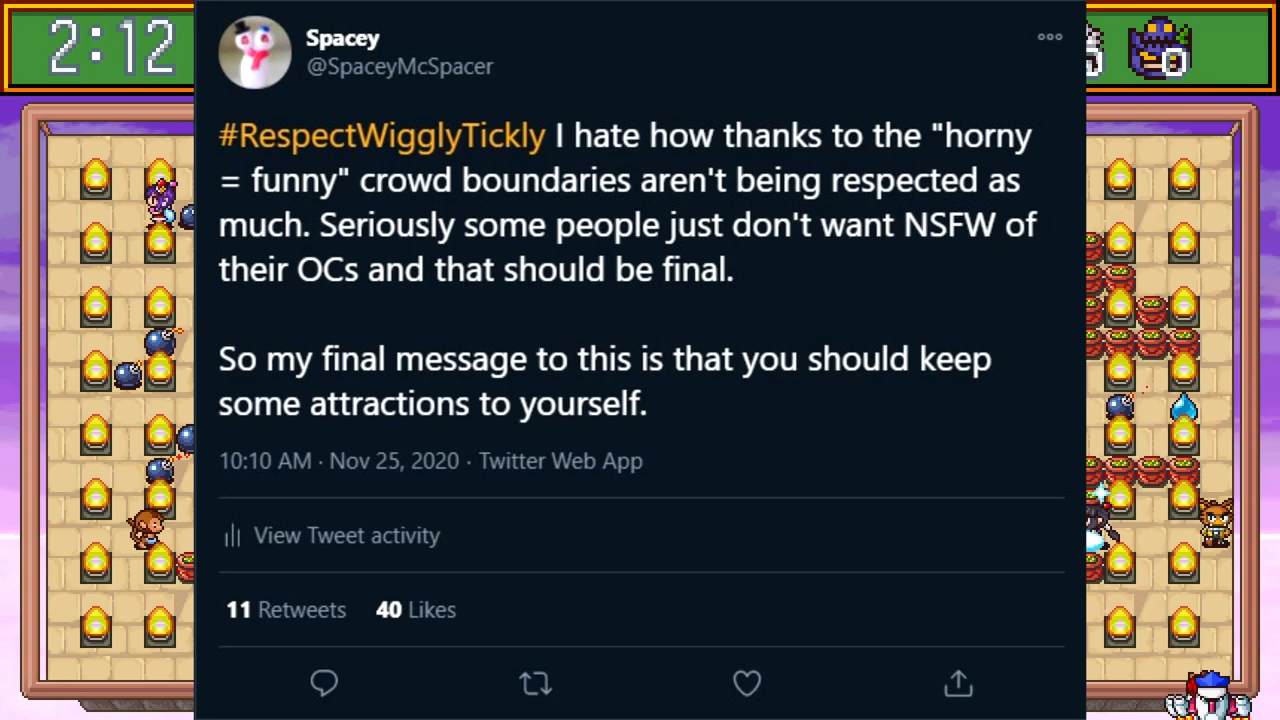 2:12
Spacey
@SpaceyMcSpacer
#RespectWigglyTickly I hate how thanks to the "horny
= funny" crowd boundaries aren't being respected as
much. Seriously some people just don't want NSFW of
their OCs and that should be final.
So my final message to this is that you should keep
some attractions to yourself.
10:10 AM · Nov 25, 2020 · Twitter Web App
View Tweet activity
11 Retweets 40 Likes